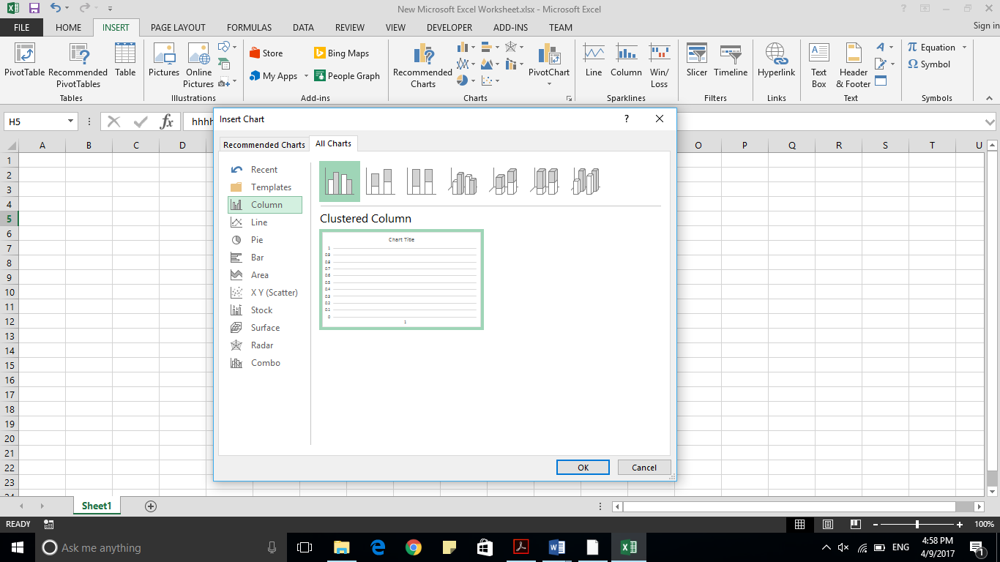 New Microsoft Excel Worksheet.xlsx - Microsoft Excel
FILE HOME INSERT PAGE LAYOUT FORMULAS DATA REVIEW VIEW DEVELOPER ADD-INS TEAM Sign in
PivotTable Recommended PivotTables Table
Tables
Pictures Online Pictures
Illustrations
Store
My Apps
Bing Maps
People Graph
Add-ins
Recommended Charts
PivotChart
Charts
Line Column Win/ Loss
Sparklines
Slicer Timeline
Filters
Hyperlink
Links
Text Box Header & Footer
Text
π Equation
Ω Symbol
Symbols
H5 fx
A B C D O P Q R S T U
1
2
3
4
5
6
7
8
9
10
11
12
13
14
15
16
17
18
19
20
21
22
23
Insert Chart ?
Recommended Charts All Charts
Recent
Templates
Column
Line
Pie
Bar
Area
X Y (Scatter)
Stock
Surface
Radar
Combo
Clustered Column
Chart Title
1
0.9
0.8
0.7
0.6
0.5
0.4
0.3
0.2
0.1
0
1
OK Cancel
Sheet1
READY 100%
Ask me anything
ENG
4:58 PM
4/9/2017
1